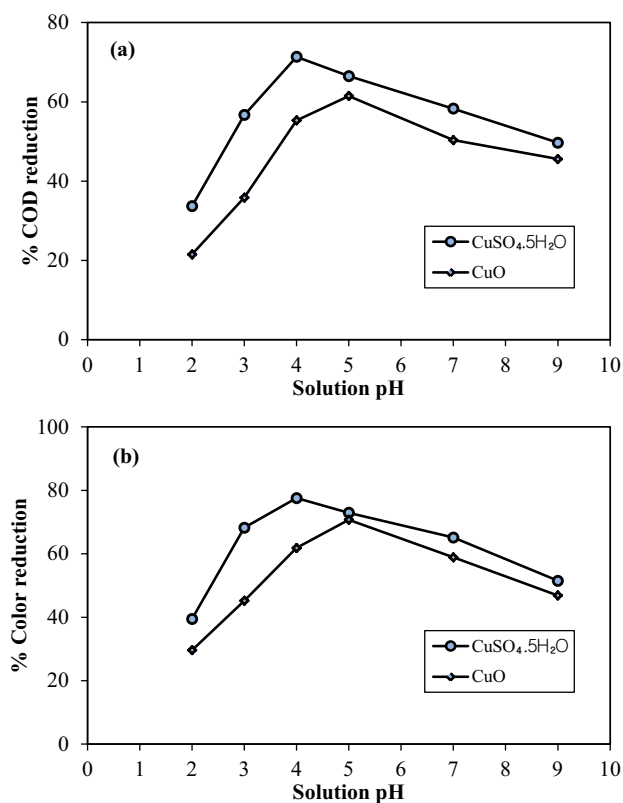 (a)
% COD reduction
80
60
40
20
0
CuSO₄.5H₂O
CuO
0 1 2 3 4 5 6 7 8 9 10
Solution pH
(b)
% Color reduction
100
80
60
40
20
0
CuSO₄.5H₂O
CuO
0 1 2 3 4 5 6 7 8 9 10
Solution pH